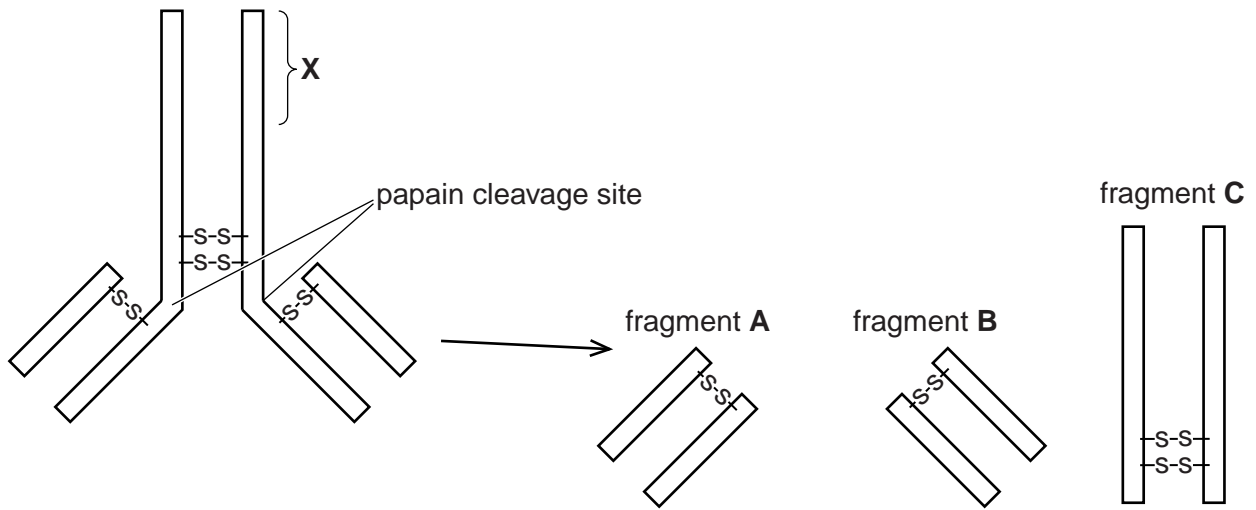 X
papain cleavage site
fragment C
S-S
S-S
S-S
S-S
fragment A
fragment B
S-S
S-S
S-S
S-S